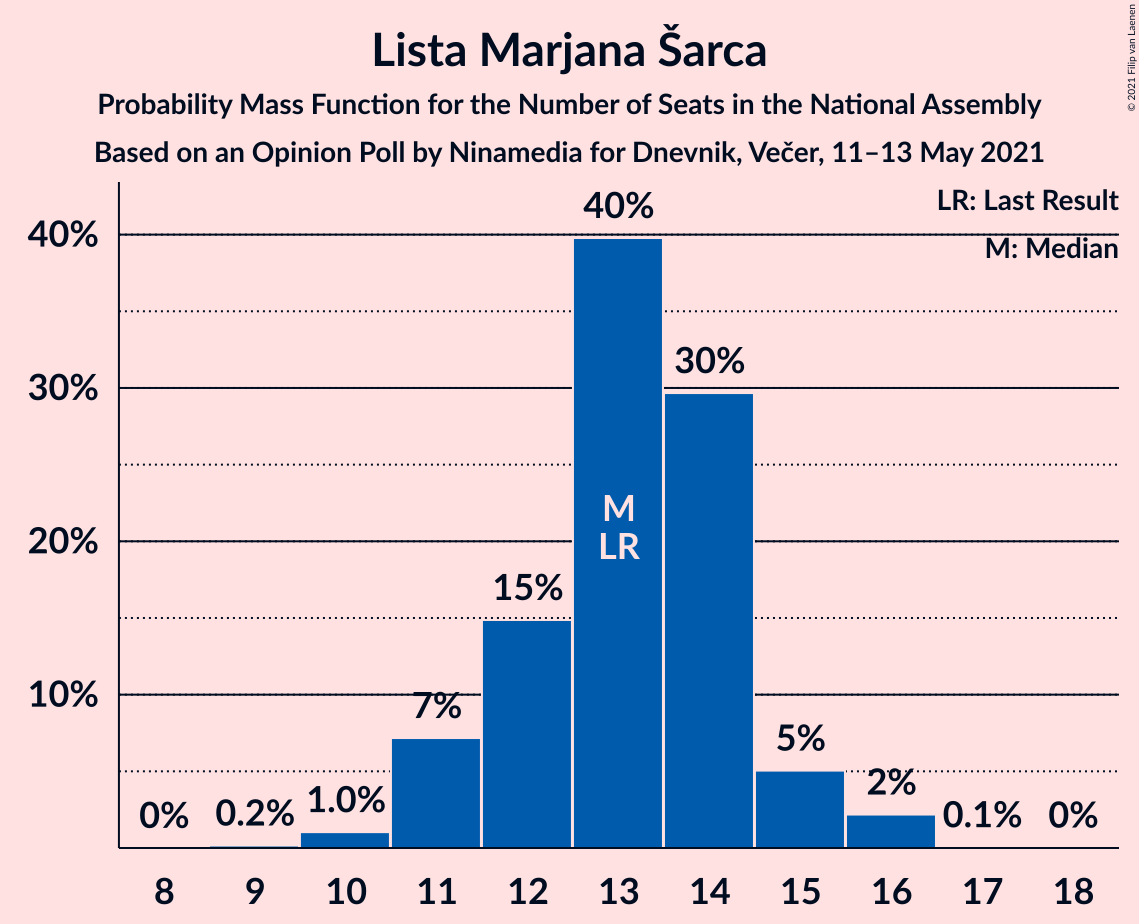 Lista Marjana Šarca
Probability Mass Function for the Number of Seats in the National Assembly
Based on an Opinion Poll by Ninamedia for Dnevnik, Večer, 11–13 May 2021
© 2021 Filip van Laenen
LR: Last Result
M: Median
40%
30%
20%
10%
0%
0.2%
1.0%
7%
15%
40%
M
LR
30%
5%
2%
0.1%
0%
8 9 10 11 12 13 14 15 16 17 18